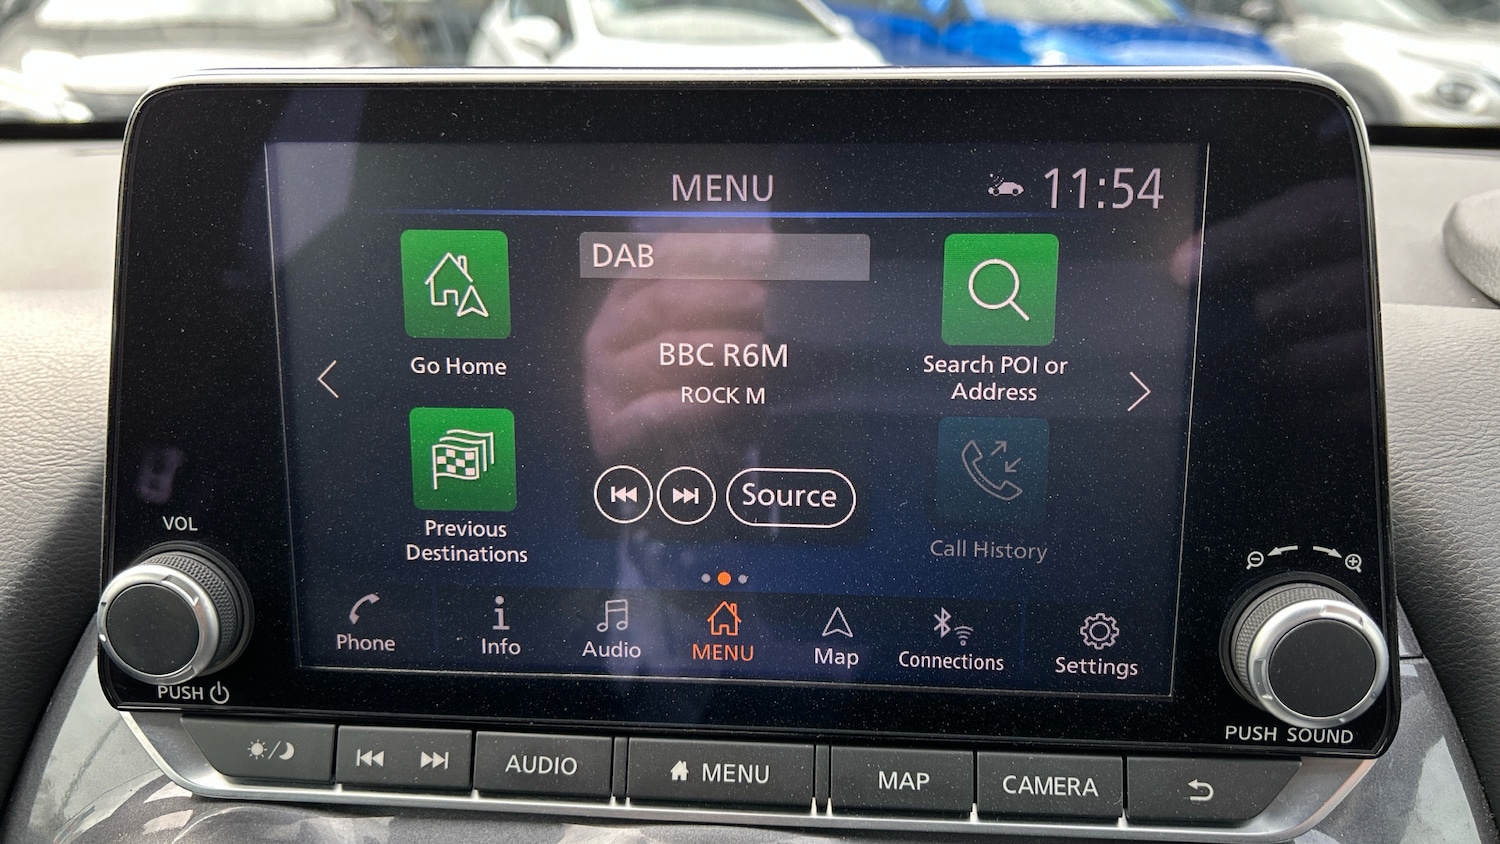 MENU
11:54
DAB
Go Home
BBC R6M
ROCK M
Search POI or
Address
Previous
Destinations
Source
Call History
Phone
Info
Audio
MENU
Map
Connections
Settings
VOL
PUSH
PUSH SOUND
AUDIO
MENU
MAP
CAMERA